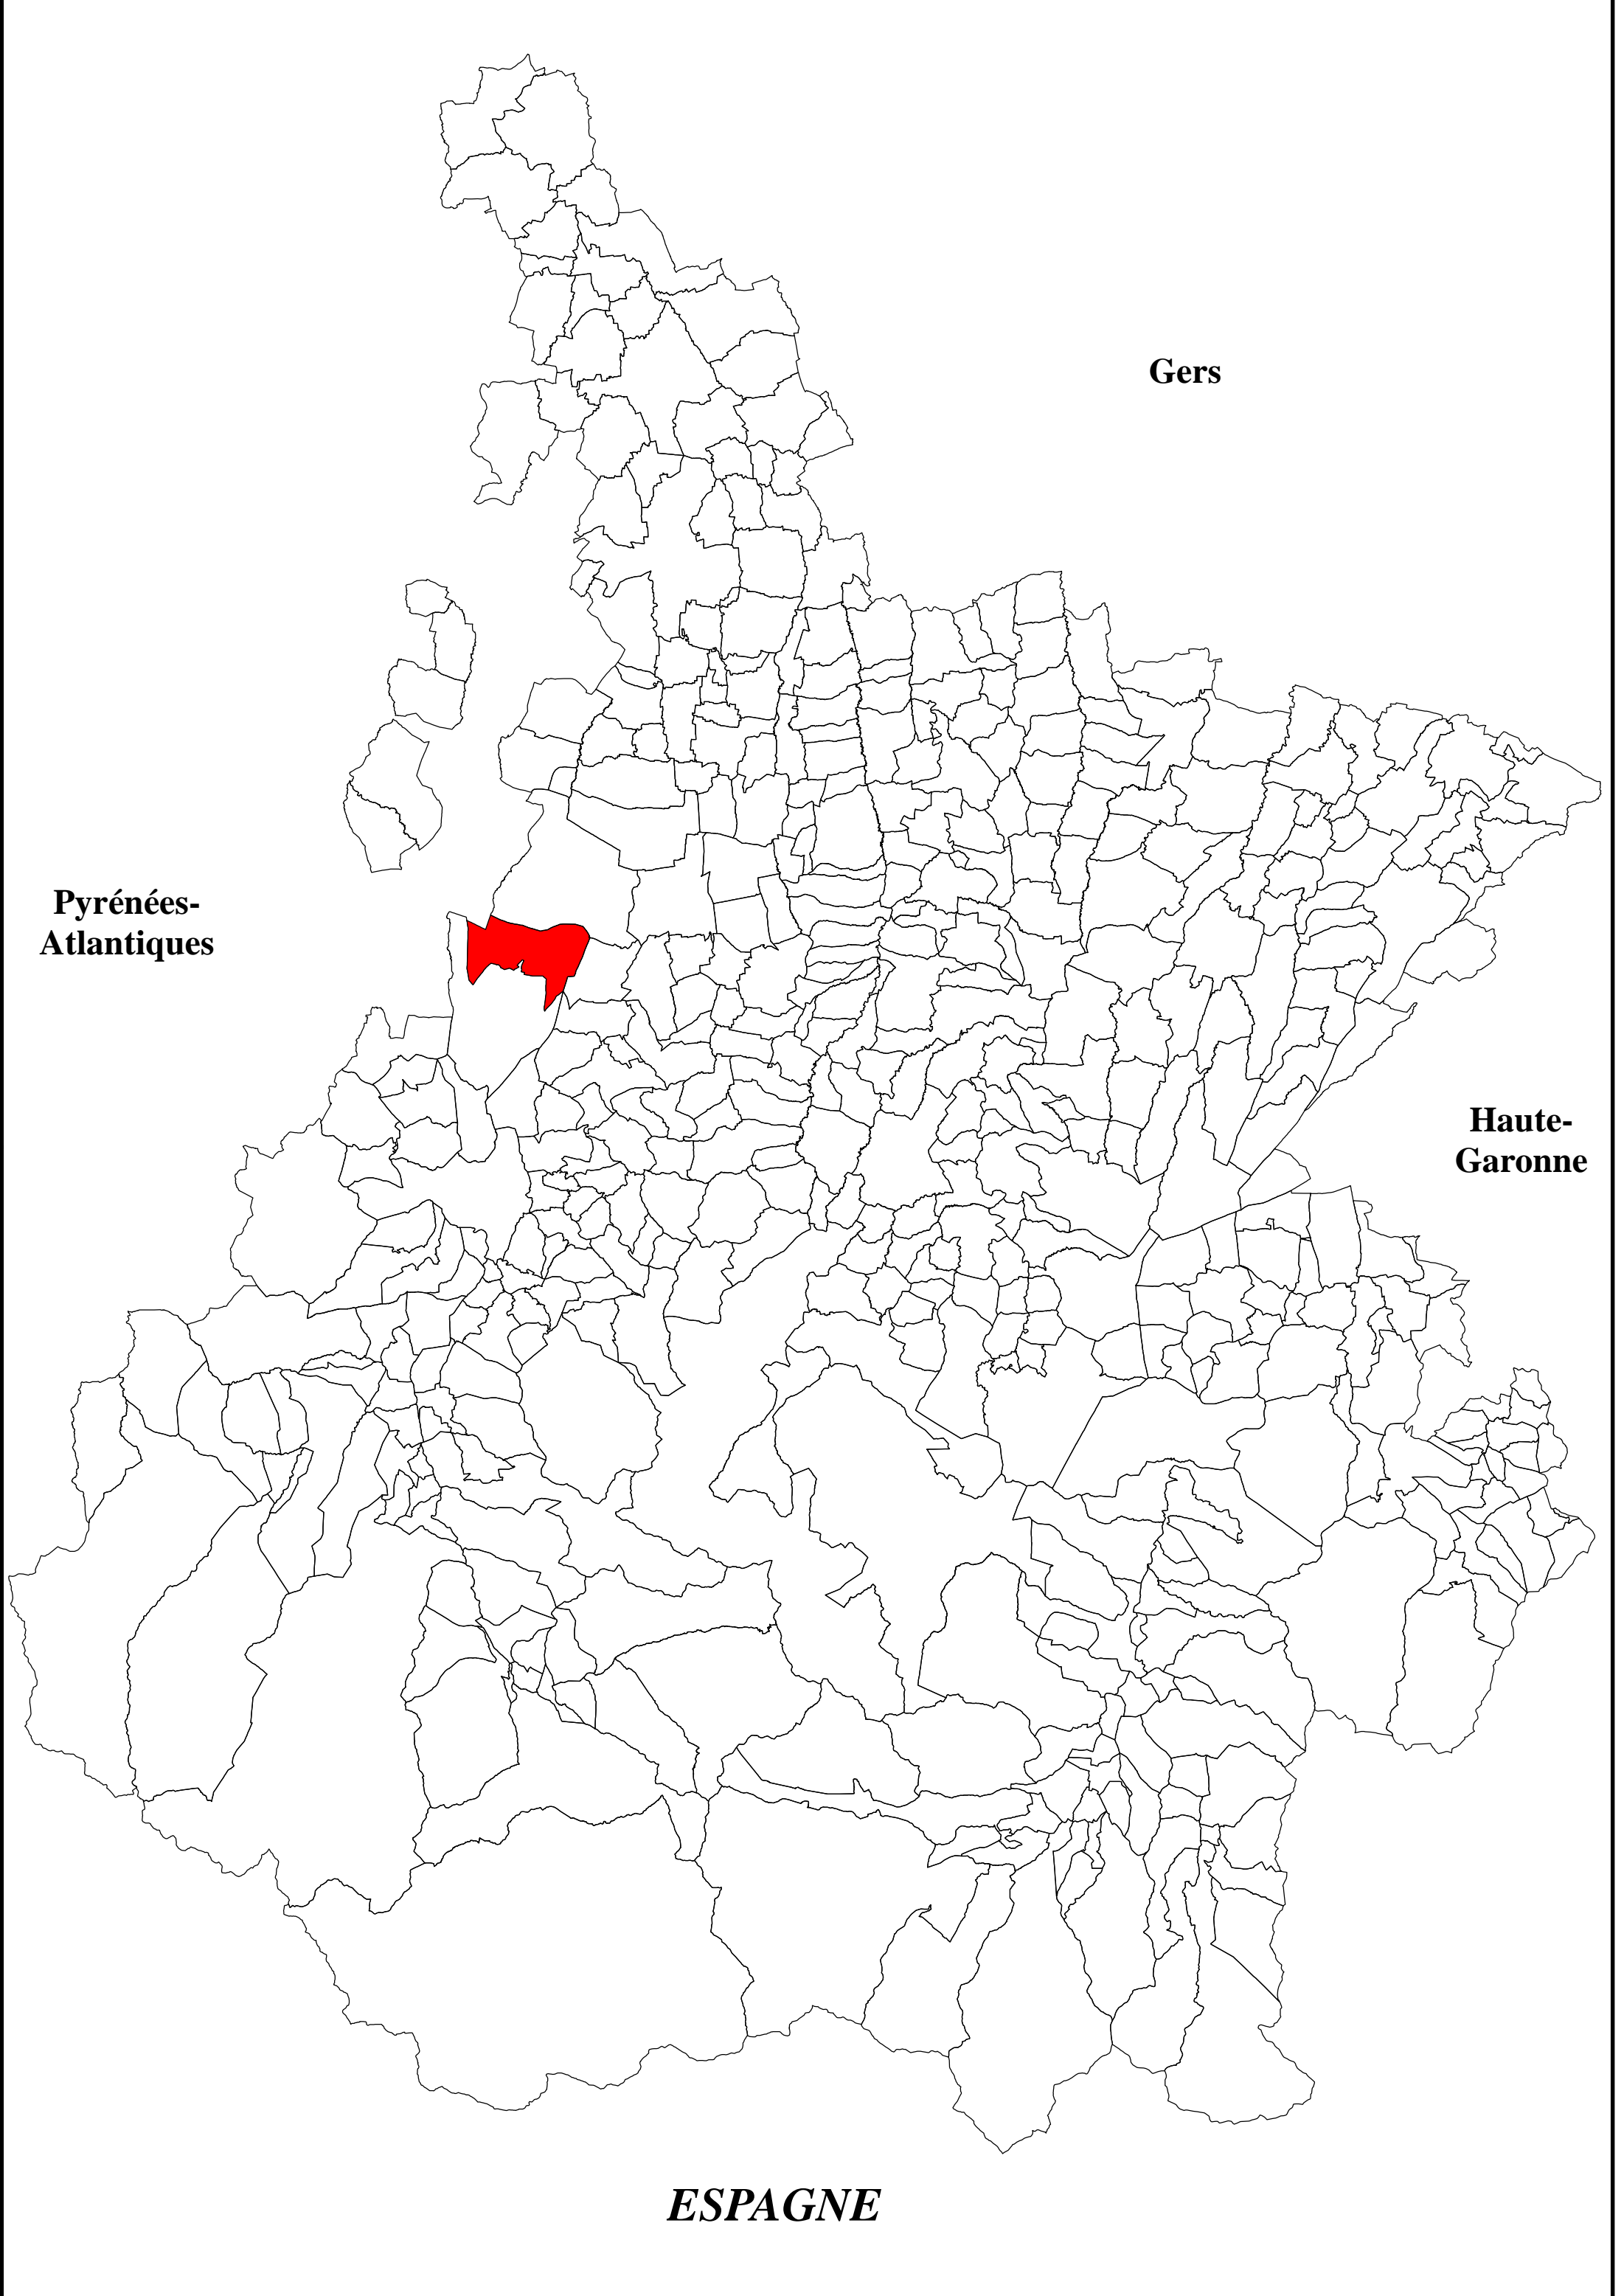 Gers
Pyrénées-
Atlantiques
Haute-
Garonne
ESPAGNE